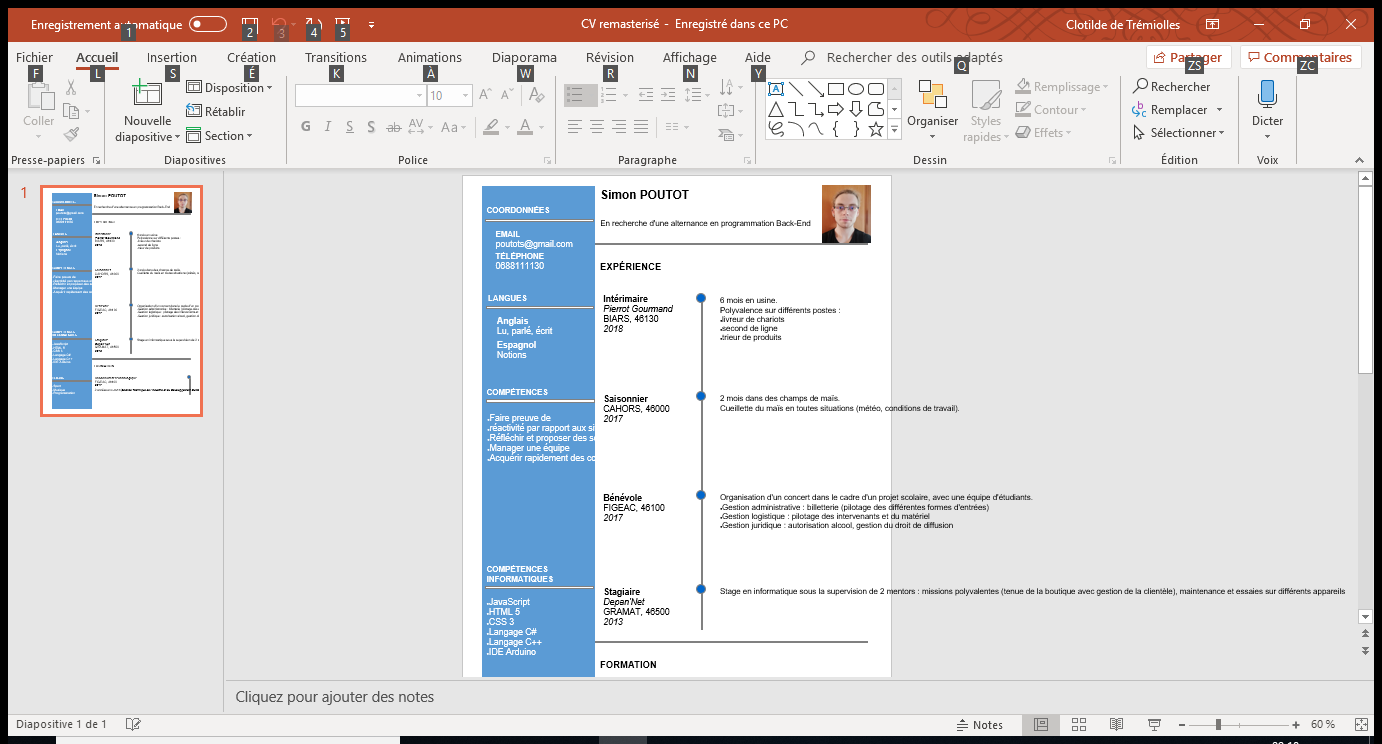 Enregistrement automatique
CV remasterisé - Enregistré dans ce PC
Clotilde de Trémiolles
1 2 3 4 5
Fichier Accueil Insertion Création Transitions Animations Diaporama Révision Affichage Aide Rechercher des outils adaptés Partager Commentaires
F L S É K À W R N Y Q ZS ZC
Coller
Nouvelle diapositive
Disposition
Rétablir
Section
10
G I S S ab AV Aa A
Organiser
Styles rapides
Remplissage
Contour
Effets
Rechercher
Remplacer
Sélectionner
Dicter
Presse-papiers Diapositives Police Paragraphe Dessin Édition Voix
1
Simon POUTOT
En recherche d'une alternance en programmation Back-End
COORDONNÉES
EMAIL
poutots@gmail.com
TÉLÉPHONE
0688111130
LANGUES
Anglais
Lu, parlé, écrit
Espagnol
Notions
COMPÉTENCES
.Faire preuve de
.réactivité par rapport aux si
.Réfléchir et proposer des s
.Manager une équipe
.Acquérir rapidement des co
COMPÉTENCES
INFORMATIQUES
.JavaScript
.HTML 5
.CSS 3
.Langage C#
.Langage C++
.IDE Arduino
EXPÉRIENCE
Intérimaire
Pierrot Gourmand
BIARS, 46130
2018
6 mois en usine.
Polyvalence sur différents postes :
.livreur de chariots
.second de ligne
.trieur de produits
Saisonnier
CAHORS, 46000
2017
2 mois dans des champs de maïs.
Cueillette du maïs en toutes situations (météo, conditions de travail).
Bénévole
FIGEAC, 46100
2017
Organisation d'un concert dans le cadre d'un projet scolaire, avec une équipe d'étudiants.
.Gestion administrative : billetterie (pilotage des différentes formes d'entrées)
.Gestion logistique : pilotage des intervenants et du matériel
.Gestion juridique : autorisation alcool, gestion du droit de diffusion
Stagiaire
Depan'Net
GRAMAT, 46500
2013
Stage en informatique sous la supervision de 2 mentors : missions polyvalentes (tenue de la boutique avec gestion de la clientèle), maintenance et essaies sur différents appareils
FORMATION
Cliquez pour ajouter des notes
Diapositive 1 de 1
Notes
60 %